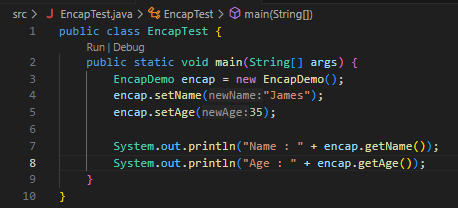 src > J EncapTest.java > EncapTest > main(String[])
1 public class EncapTest {
Run | Debug
2 public static void main(String[] args) {
3 EncapDemo encap = new EncapDemo();
4 encap.setName(newName:"James");
5 encap.setAge(newAge:35);
6
7 System.out.println("Name : " + encap.getName());
8 System.out.println("Age : " + encap.getAge());
9 }
10 }